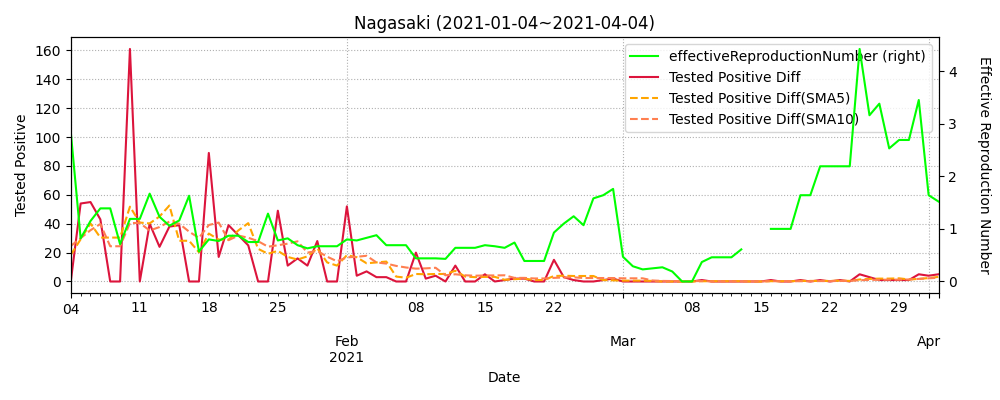 Nagasaki (2021-01-04~2021-04-04)
effectiveReproductionNumber (right)
Tested Positive Diff
Tested Positive Diff(SMA5)
Tested Positive Diff(SMA10)
Tested Positive
160
140
120
100
80
60
40
20
0
4
3
2
1
0
Effective Reproduction Number
04 11 18 25 08 15 22 08 15 22 29
Feb Mar Apr
2021
Date